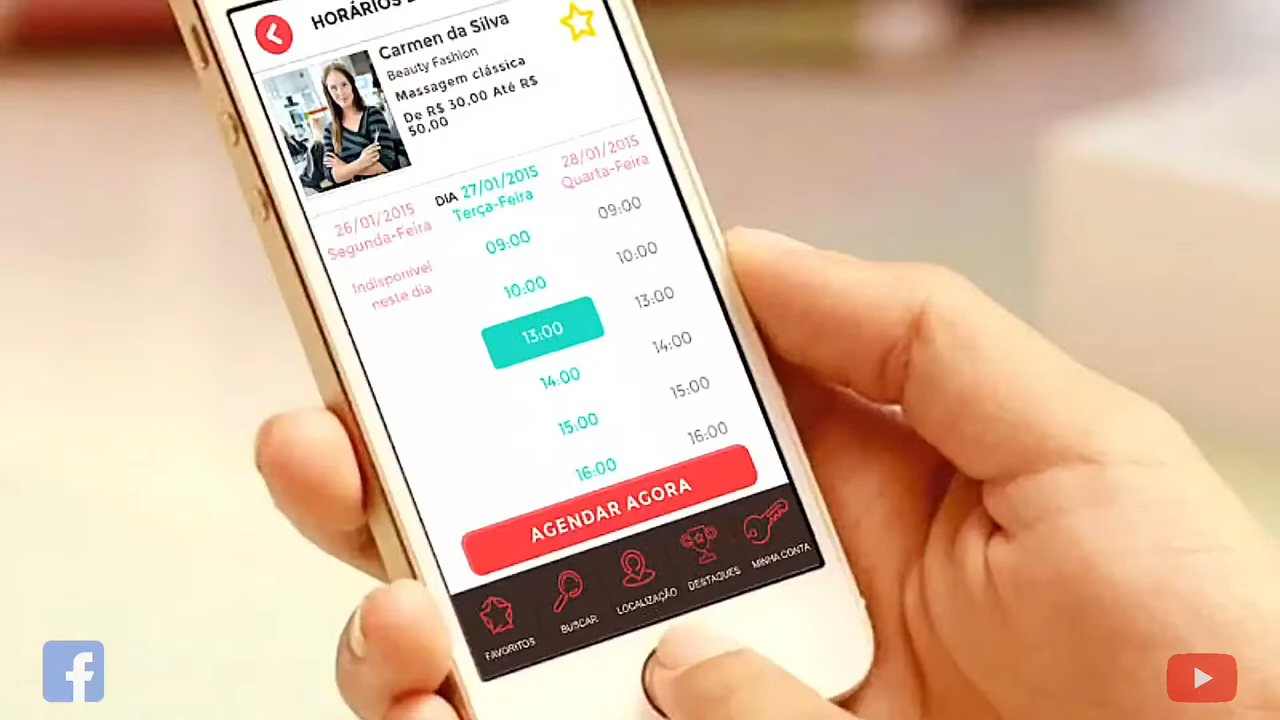 HORÁRIOS
Carmen da Silva
Beauty Fashion
Massagem clássica
De R$ 30,00 Até R$
50,00
26/01/2015
Segunda-Feira
Indisponível
neste dia
DIA 27/01/2015
Terça-Feira
09:00
10:00
13:00
14:00
15:00
16:00
28/01/2015
Quarta-Feira
09:00
10:00
13:00
14:00
15:00
16:00
AGENDAR AGORA
FAVORITOS
BUSCAR
LOCALIZAÇÃO
DESTAQUES
MINHA CONTA